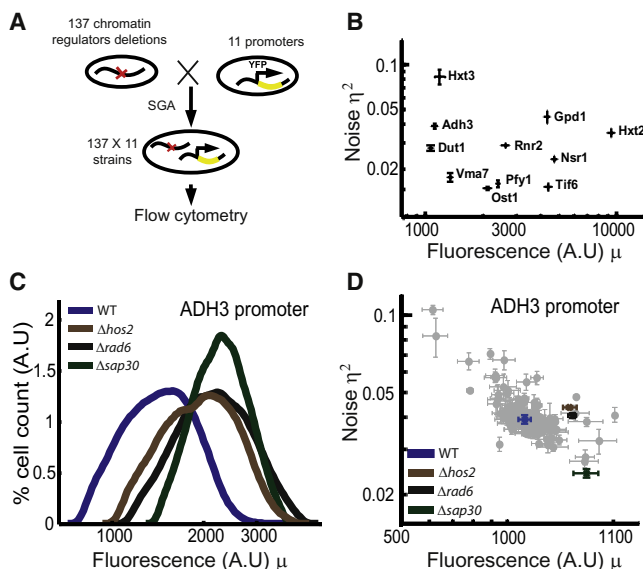 A
137 chromatin
regulators deletions
11 promoters
YFP
SGA
137 X 11
strains
Flow cytometry
B
Noise η²
0.1
0.05
0.02
Hxt3
Gpd1
Hxt2
Adh3
Rnr2
Dut1
Nsr1
Vma7
Pfy1
Tif6
Ost1
1000
3000
10000
Fluorescence (A.U) μ
C
ADH3 promoter
WT
Δhos2
Δrad6
Δsap30
% cell count (A.U)
2
1.5
1
0.5
0
1000
2000
3000
Fluorescence (A.U) μ
D
ADH3 promoter
Noise η²
0.1
0.05
0.02
WT
Δhos2
Δrad6
Δsap30
500
1000
1100
Fluorescence (A.U) μ